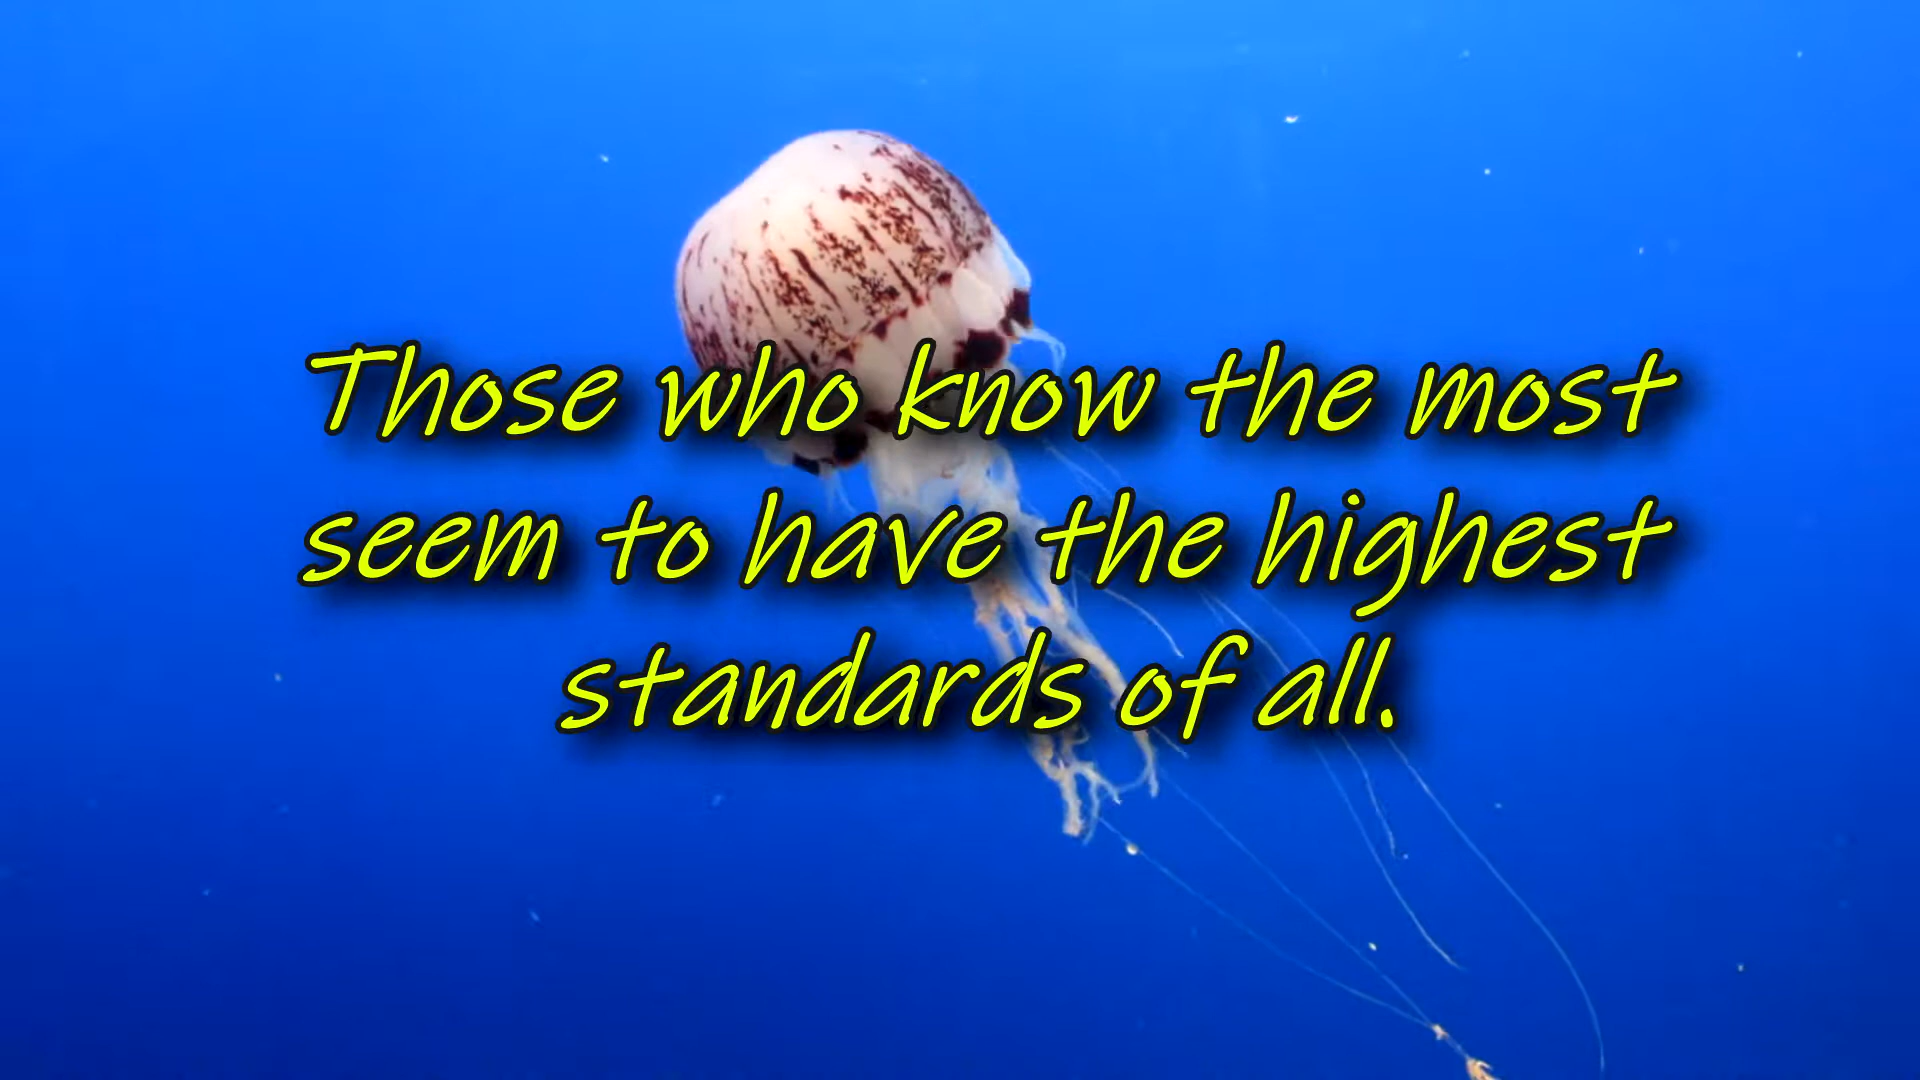 Those who know the most
seem to have the highest
standards of all.